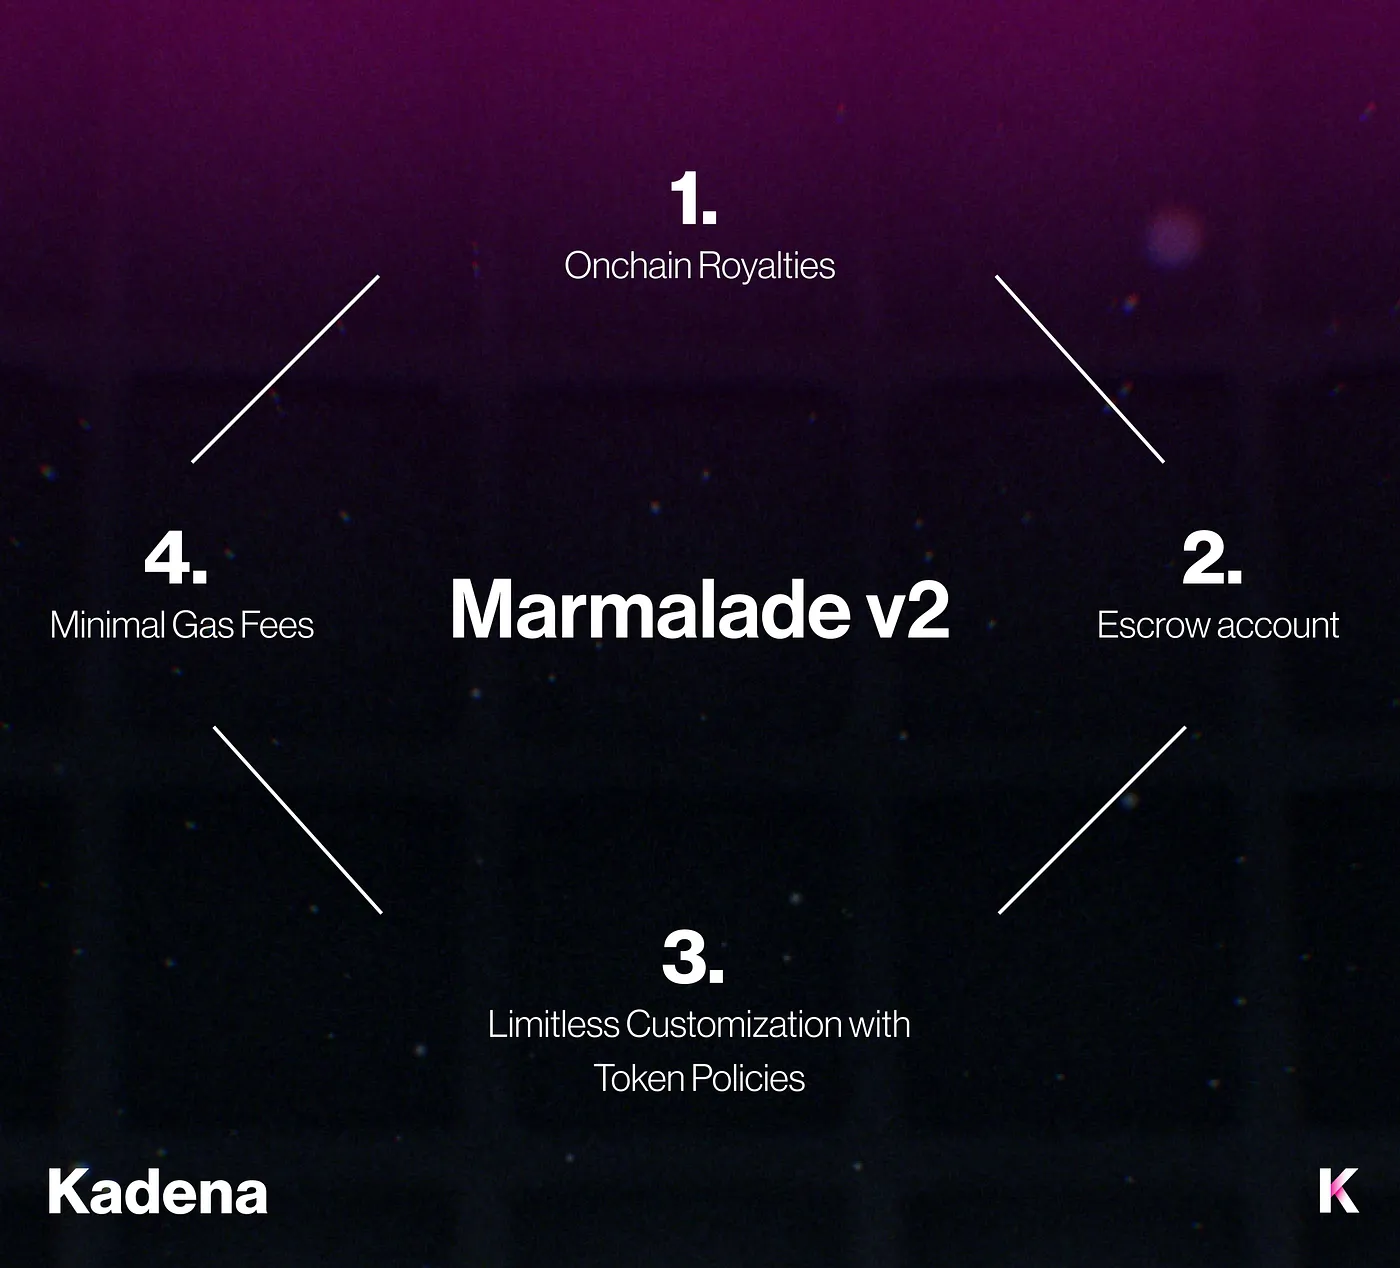 1.
Onchain Royalties
4.
Minimal Gas Fees
Marmalade v2
2.
Escrow account
3.
Limitless Customization with
Token Policies
Kadena
K